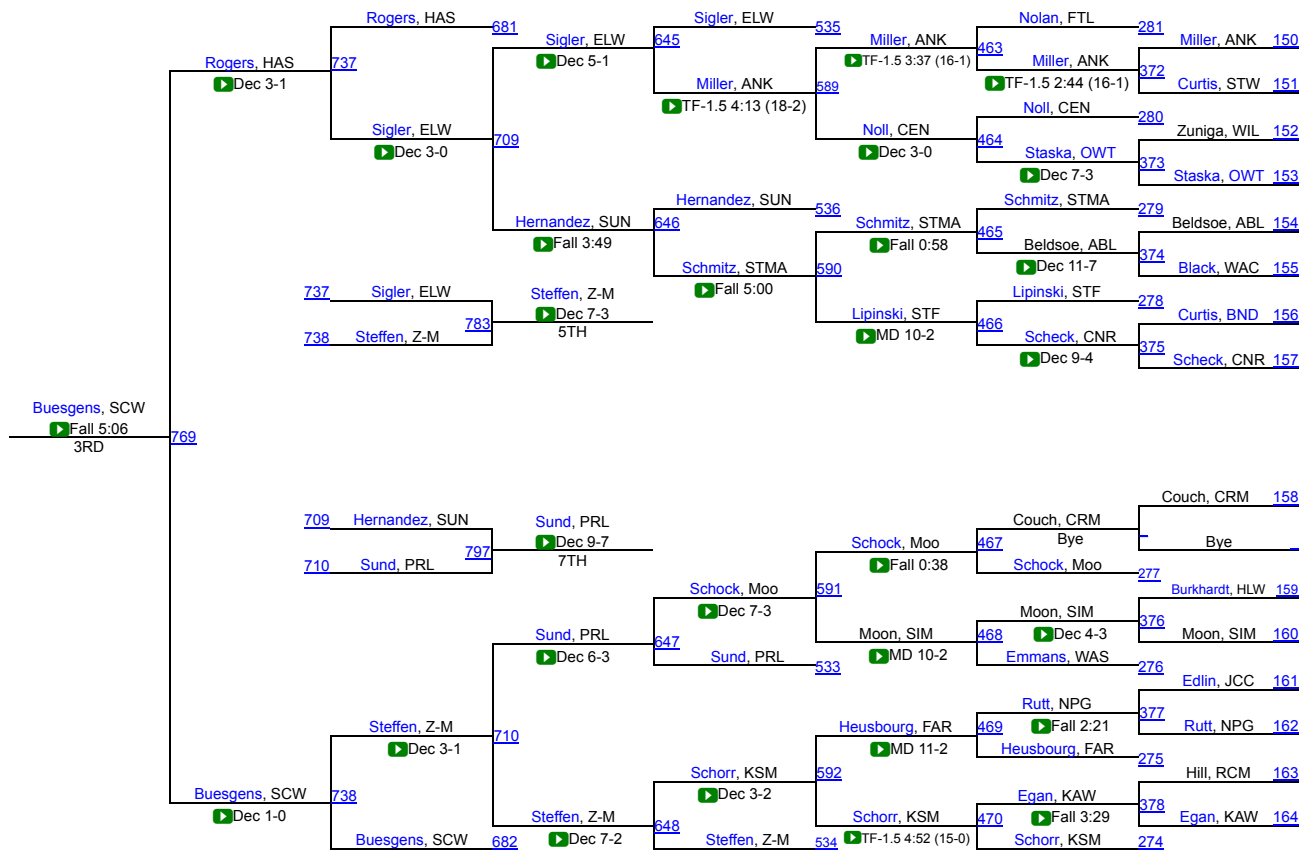 Rogers, HAS
681
Sigler, ELW
535
Nolan, FTL
281
Sigler, ELW
645
Miller, ANK
463
Miller, ANK 150
Dec 5-1
TF-1.5 3:37 (16-1)
Rogers, HAS
737
Miller, ANK
372
Dec 3-1
Miller, ANK
589
TF-1.5 2:44 (16-1)
Curtis, STW 151
TF-1.5 4:13 (18-2)
Noll, CEN
280
Sigler, ELW
709
Noll, CEN
464
Zuniga, WIL 152
Dec 3-0
Dec 3-0
Staska, OWT
373
Dec 7-3
Staska, OWT 153
Hernandez, SUN
536
Schmitz, STMA
279
Hernandez, SUN
646
Schmitz, STMA
465
Beldsoe, ABL 154
Fall 3:49
Fall 0:58
Beldsoe, ABL
374
Schmitz, STMA
590
Dec 11-7
Black, WAC 155
Fall 5:00
737 Sigler, ELW
Steffen, Z-M
Lipinski, STF
278
783
Dec 7-3
Lipinski, STF
466
Curtis, BND 156
738 Steffen, Z-M
5TH
MD 10-2
Scheck, CNR
375
Dec 9-4
Scheck, CNR 157
Buesgens, SCW
Fall 5:06
769
3RD
Couch, CRM 158
709 Hernandez, SUN
Sund, PRL
Couch, CRM
797
Dec 9-7
Schock, Moo
467
Bye
Bye
710 Sund, PRL
7TH
Fall 0:38
Schock, Moo
277
Schock, Moo
591
Burkhardt, HLW 159
Dec 7-3
Moon, SIM
376
Sund, PRL
647
Moon, SIM
468
Dec 4-3
Moon, SIM 160
Dec 6-3
Sund, PRL
533
MD 10-2
Emmans, WAS
276
Edlin, JCC 161
Rutt, NPG
377
Steffen, Z-M
710
Heusbourg, FAR
469
Fall 2:21
Rutt, NPG 162
Dec 3-1
MD 11-2
Heusbourg, FAR
275
Schorr, KSM
592
Hill, RCM 163
Buesgens, SCW
738
Dec 3-2
Egan, KAW
378
Dec 1-0
Steffen, Z-M
648
Schorr, KSM
470
Fall 3:29
Egan, KAW 164
Buesgens, SCW
682
Dec 7-2
Steffen, Z-M
534
TF-1.5 4:52 (15-0)
Schorr, KSM
274